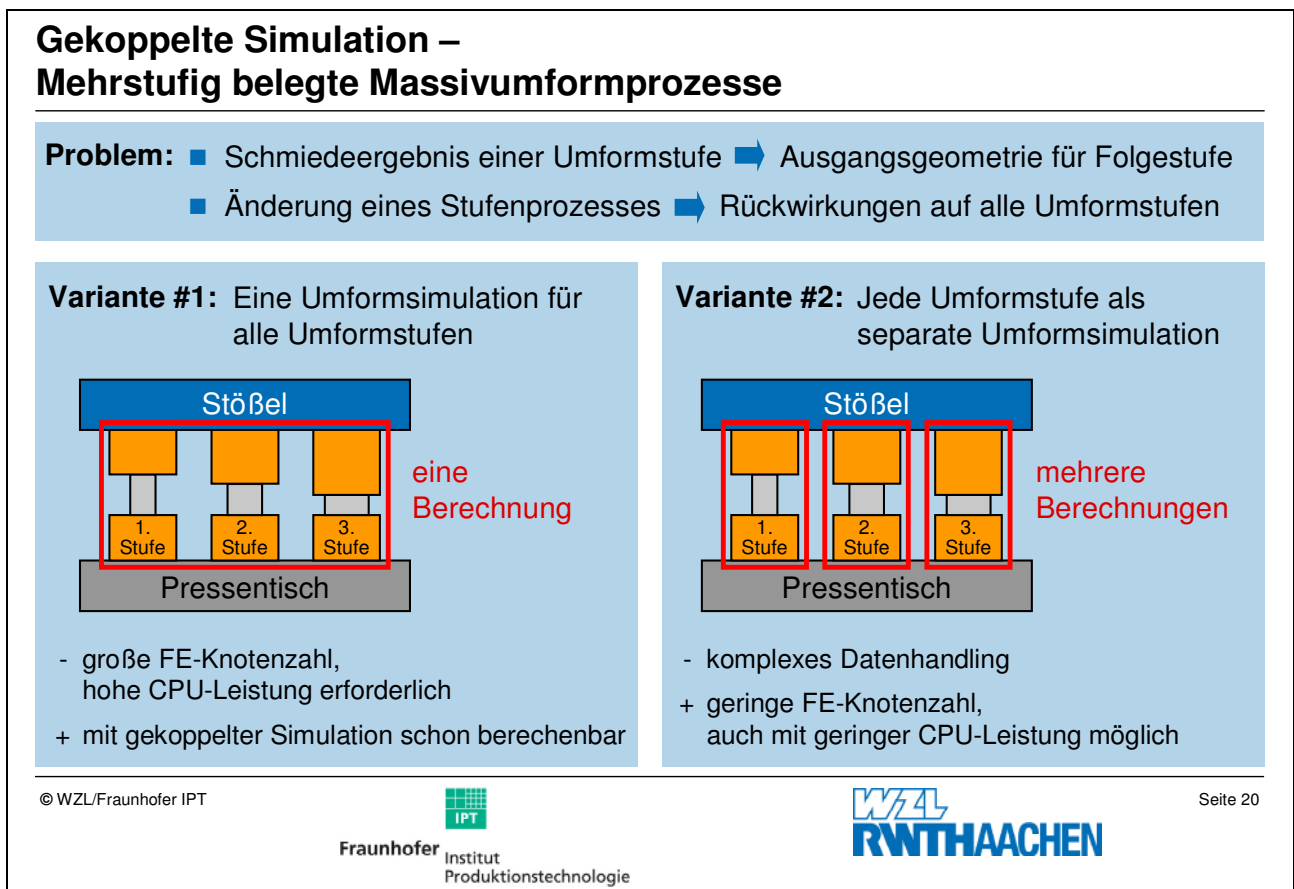 Gekoppelte Simulation –
Mehrstufig belegte Massivumformprozesse
Problem: ■ Schmiedeergebnis einer Umformstufe ➡ Ausgangsgeometrie für Folgestufe
■ Änderung eines Stufenprozesses ➡ Rückwirkungen auf alle Umformstufen
Variante #1: Eine Umformsimulation für
alle Umformstufen
Stößel
eine
Berechnung
1.
Stufe
2.
Stufe
3.
Stufe
Pressentisch
- große FE-Knotenzahl,
hohe CPU-Leistung erforderlich
+ mit gekoppelter Simulation schon berechenbar
Variante #2: Jede Umformstufe als
separate Umformsimulation
Stößel
mehrere
Berechnungen
1.
Stufe
2.
Stufe
3.
Stufe
Pressentisch
- komplexes Datenhandling
+ geringe FE-Knotenzahl,
auch mit geringer CPU-Leistung möglich
© WZL/Fraunhofer IPT
IPT
Fraunhofer Institut
Produktionstechnologie
WZL
RWTHAACHEN
Seite 20